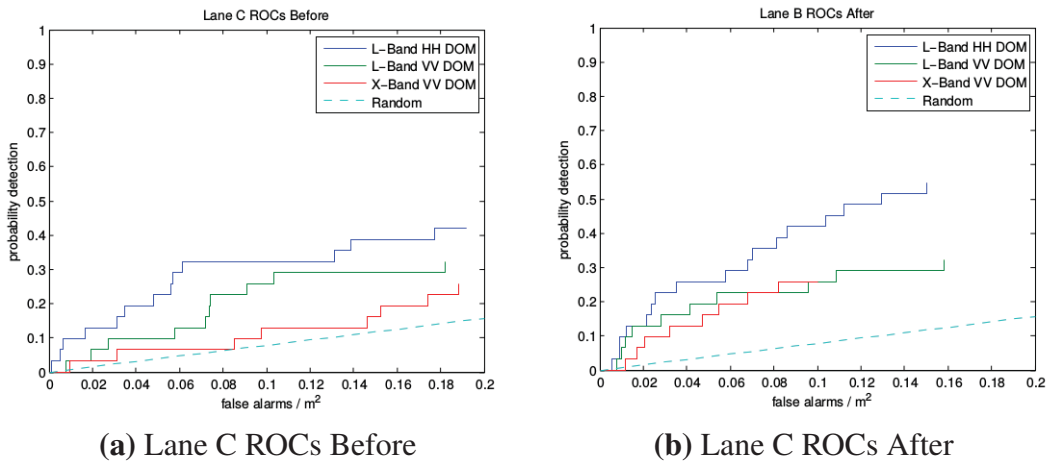 Lane C ROCs Before
1
0.9
0.8
0.7
0.6
0.5
0.4
0.3
0.2
0.1
0
probability detection
L-Band HH DOM
L-Band VV DOM
X-Band VV DOM
Random
0 0.02 0.04 0.06 0.08 0.1 0.12 0.14 0.16 0.18 0.2
false alarms / m²
(a) Lane C ROCs Before
Lane B ROCs After
1
0.9
0.8
0.7
0.6
0.5
0.4
0.3
0.2
0.1
0
probability detection
L-Band HH DOM
L-Band VV DOM
X-Band VV DOM
Random
0 0.02 0.04 0.06 0.08 0.1 0.12 0.14 0.16 0.18 0.2
false alarms / m²
(b) Lane C ROCs After